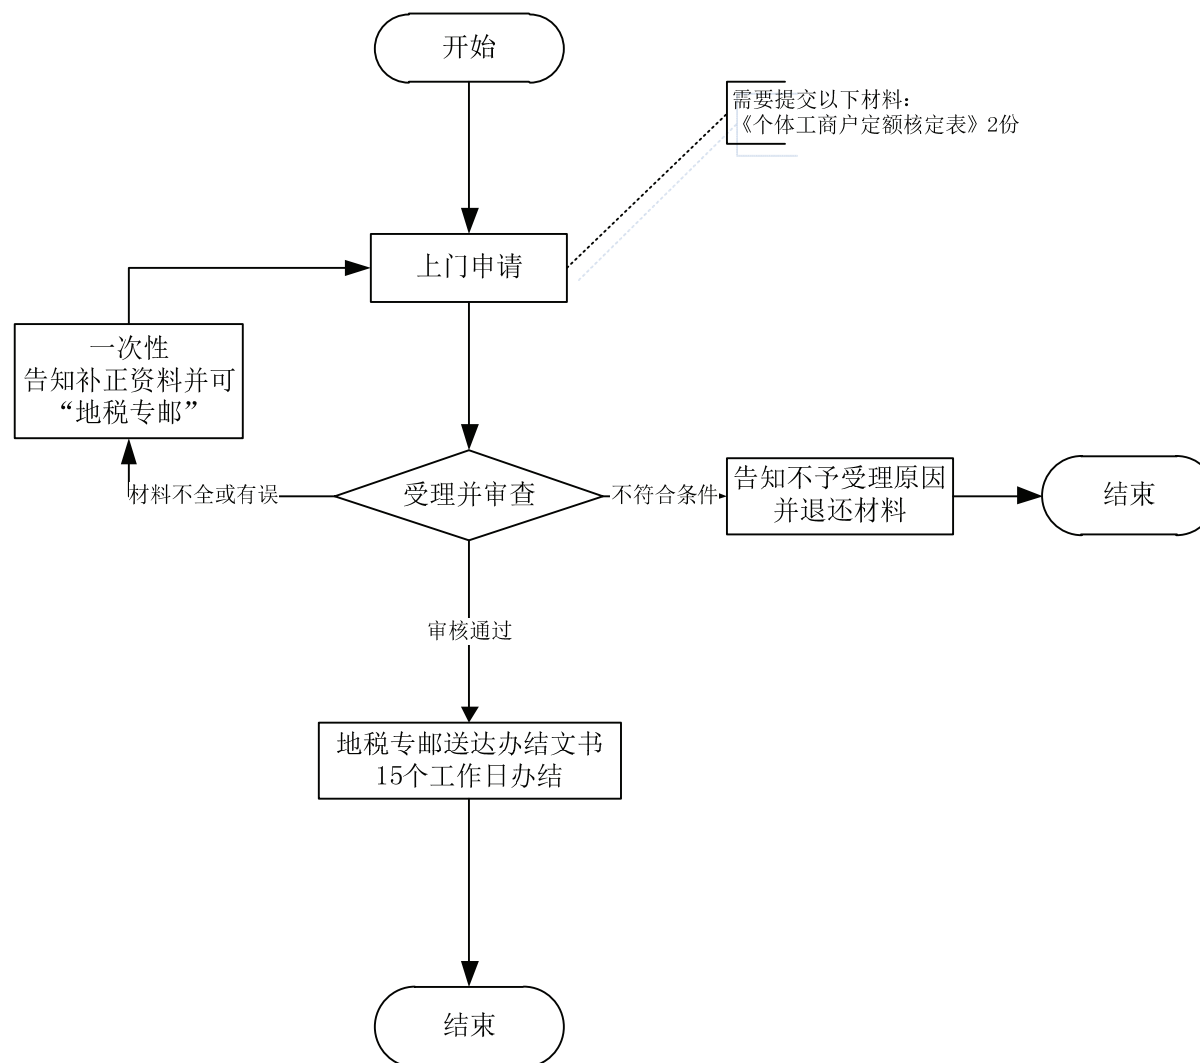 开始
需要提交以下材料：
《个体工商户定额核定表》2份
上门申请
一次性
告知补正资料并可
“地税专邮”
材料不全或有误
受理并审查
不符合条件
告知不予受理原因
并退还材料
结束
审核通过
地税专邮送达办结文书
15个工作日办结
结束